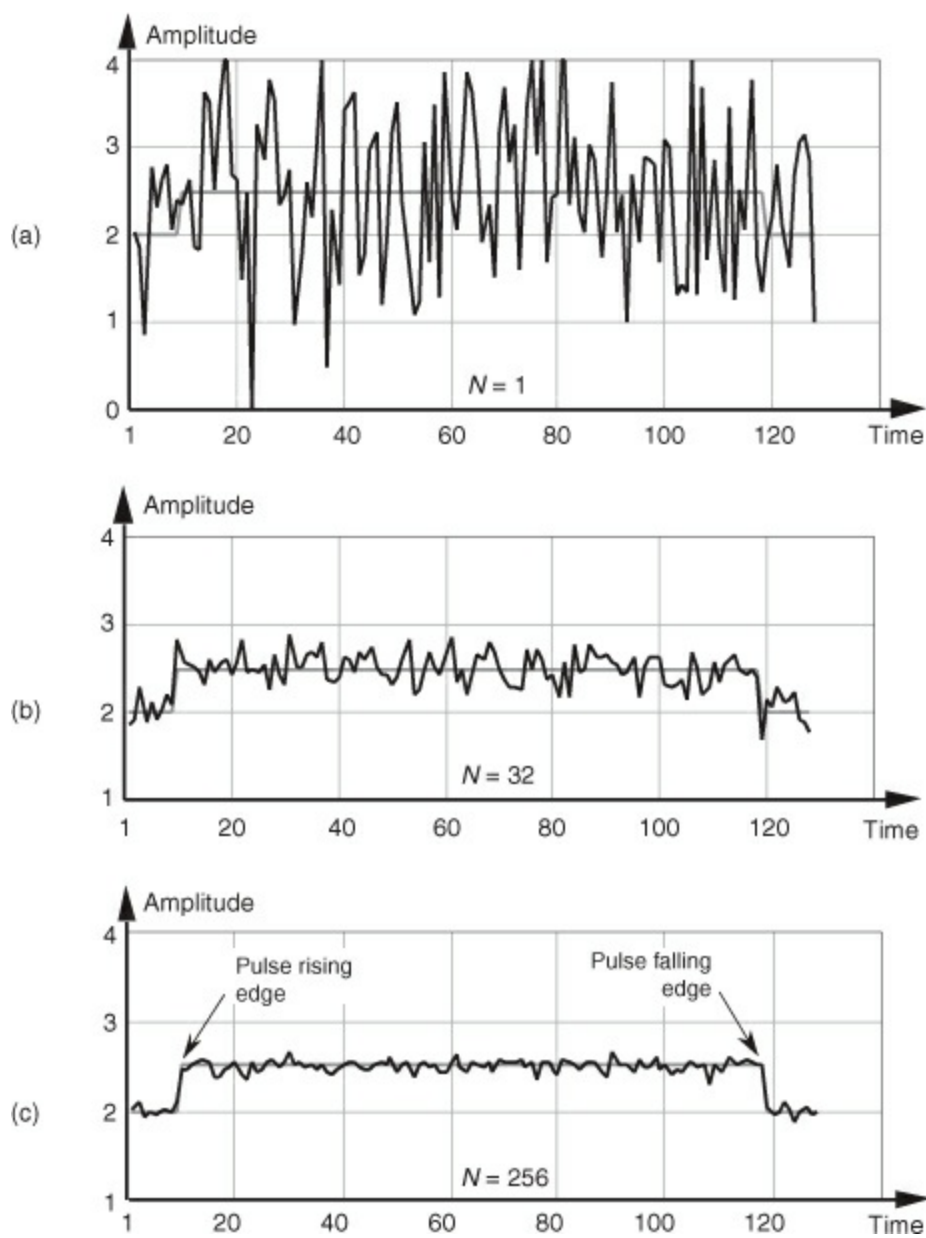 Amplitude
4
3
(a)
2
1
N = 1
0
1 20 40 60 80 100 120 Time
Amplitude
4
3
(b)
2
N = 32
1
1 20 40 60 80 100 120 Time
Amplitude
4
Pulse rising
edge
Pulse falling
edge
3
(c)
2
N = 256
1
1 20 40 60 80 100 120 Time